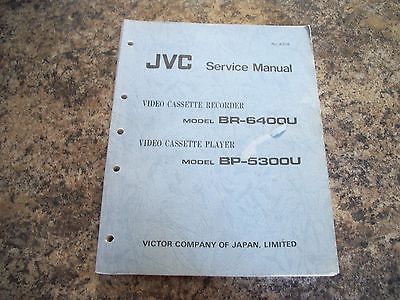 JVC Service Manual
VIDEO CASSETTE RECORDER
MODEL BR-6400U
VIDEO CASSETTE PLAYER
MODEL BP-5300U
VICTOR COMPANY OF JAPAN, LIMITED